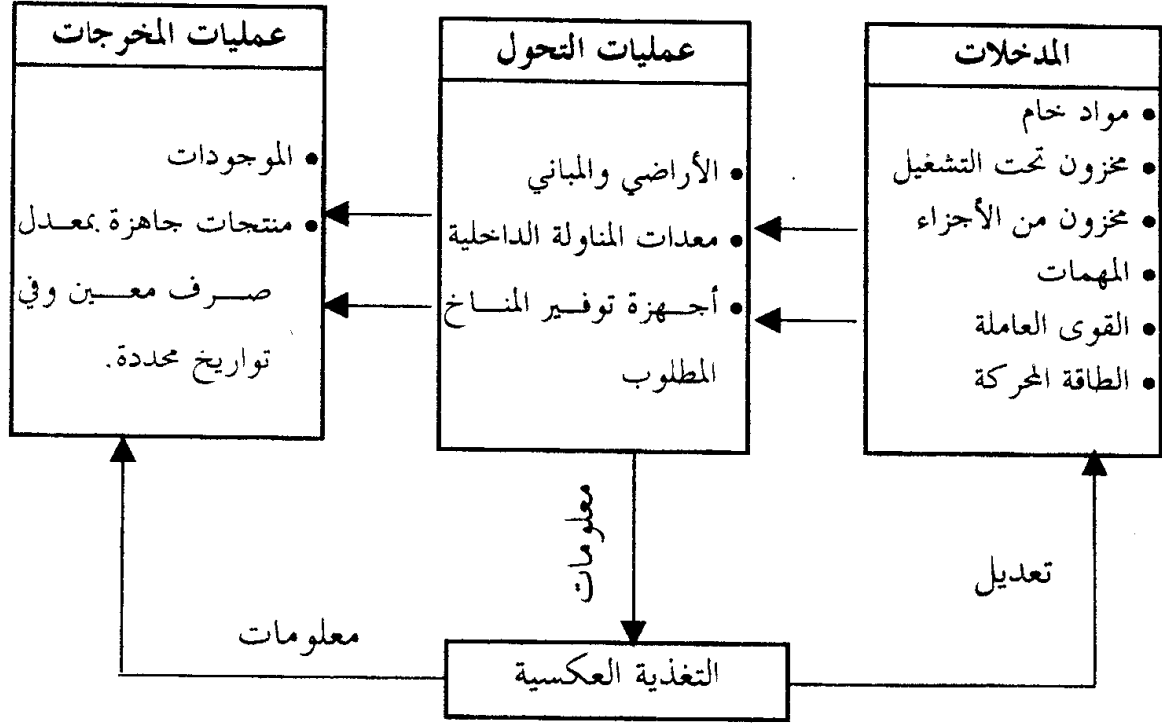 المدخلات
• مواد خام
• مخزون تحت التشغيل
• مخزون من الأجزاء
• المهمات
• القوى العاملة
• الطاقة المحركة
عمليات التحول
• الأراضي والمباني
• معدات المناولة الداخلية
• أجهزة توفير المناخ
المطلوب
عمليات المخرجات
• الموجودات
• منتجات جاهزة بمعدل
صرف معين وفي
تواريخ محددة.
معلومات
تعديل
معلومات
التغذية العكسية